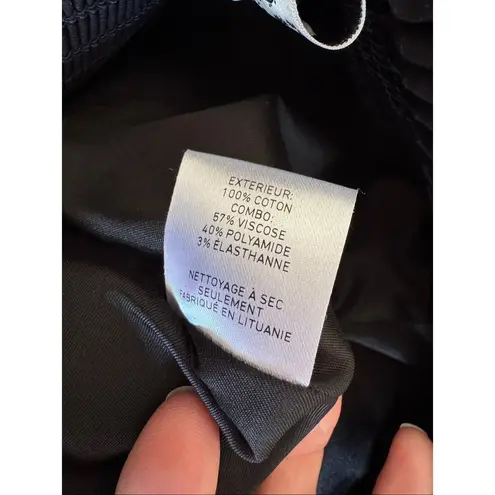 EXTERIEUR:
100% COTON
COMBO:
57% VISCOSE
40% POLYAMIDE
3% ÉLASTHANNE
NETTOYAGE À SEC
SEULEMENT
FABRIQUÉ EN LITUANIE